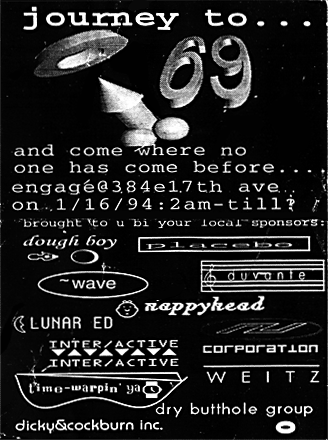 journey to...
69
and come where no
one has come before....
engagé@384e17th ave
on 1/16/94:2am-till?
brought to u bi your local sponsors:
dough boy
placebo
~wave
duvante
nappyhead
LUNAR ED
INTER/ACTIVE
INTER/ACTIVE
corporation
WEITZ
time-warpin' ya
dry butthole group
dicky&cockburn inc.